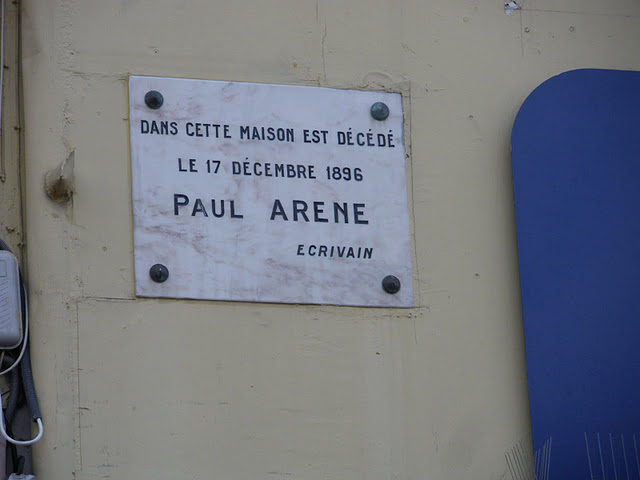 DANS CETTE MAISON EST DÉCÉDÉ
LE 17 DÉCEMBRE 1896
PAUL ARENE
ECRIVAIN